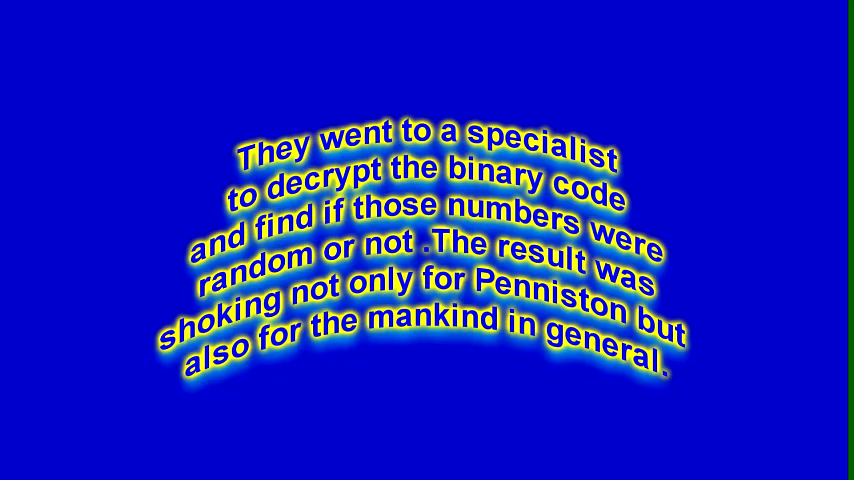 They went to a specialist
to decrypt the binary code
and find if those numbers were
random or not .The result was
shoking not only for Penniston but
also for the mankind in general.